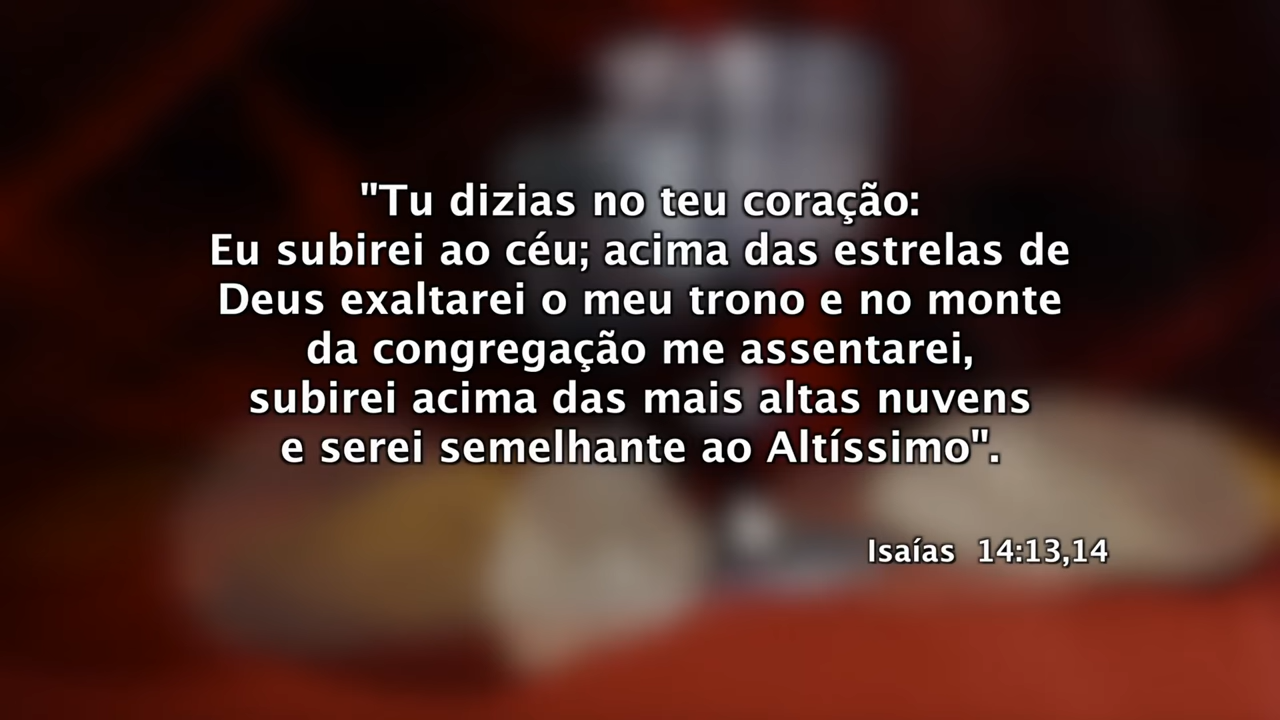 "Tu dizias no teu coração:
Eu subirei ao céu; acima das estrelas de
Deus exaltarei o meu trono e no monte
da congregação me assentarei,
subirei acima das mais altas nuvens
e serei semelhante ao Altíssimo".
Isaías 14:13,14